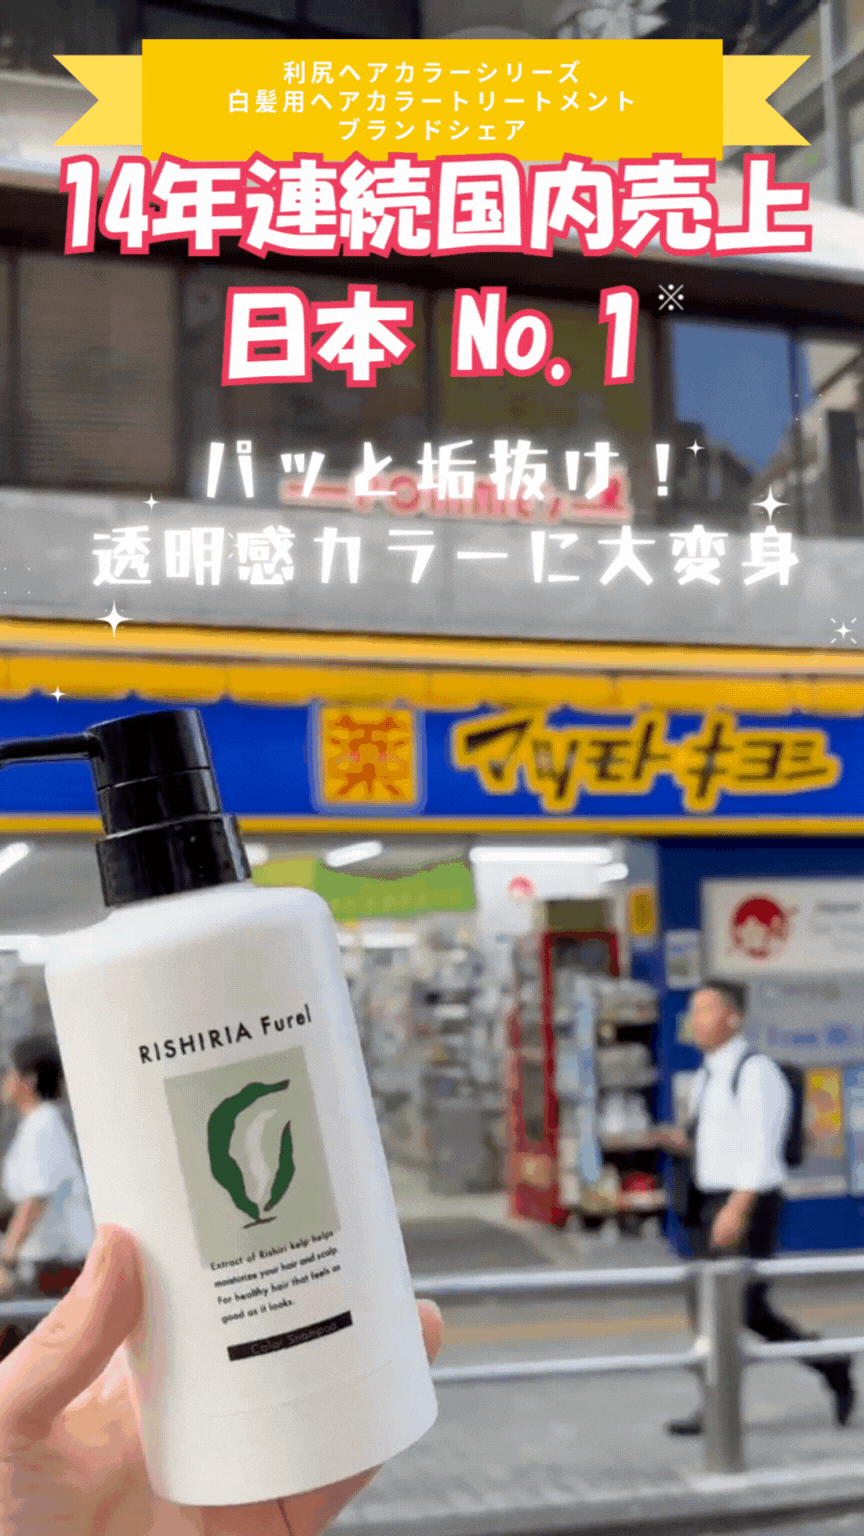 利尻ヘアカラーシリーズ
白髪用ヘアカラートリートメント
ブランドシェア
14年連続国内売上
日本 No.1※
パッと垢抜け！
透明感カラーに大変身
薬 マツモトキヨシ
RISHIRIA Furel
Extract of Rishiri kelp helps
moisturize your hair and scalp.
For healthy hair that feels as
good as it looks.
Color Shampoo